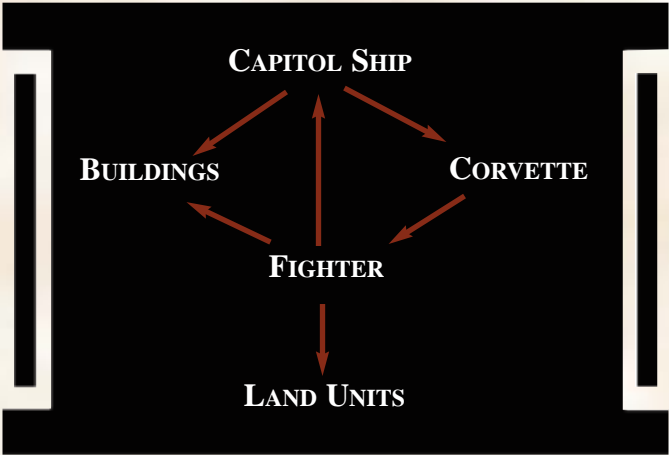 CAPITOL SHIP
BUILDINGS
CORVETTE
FIGHTER
LAND UNITS